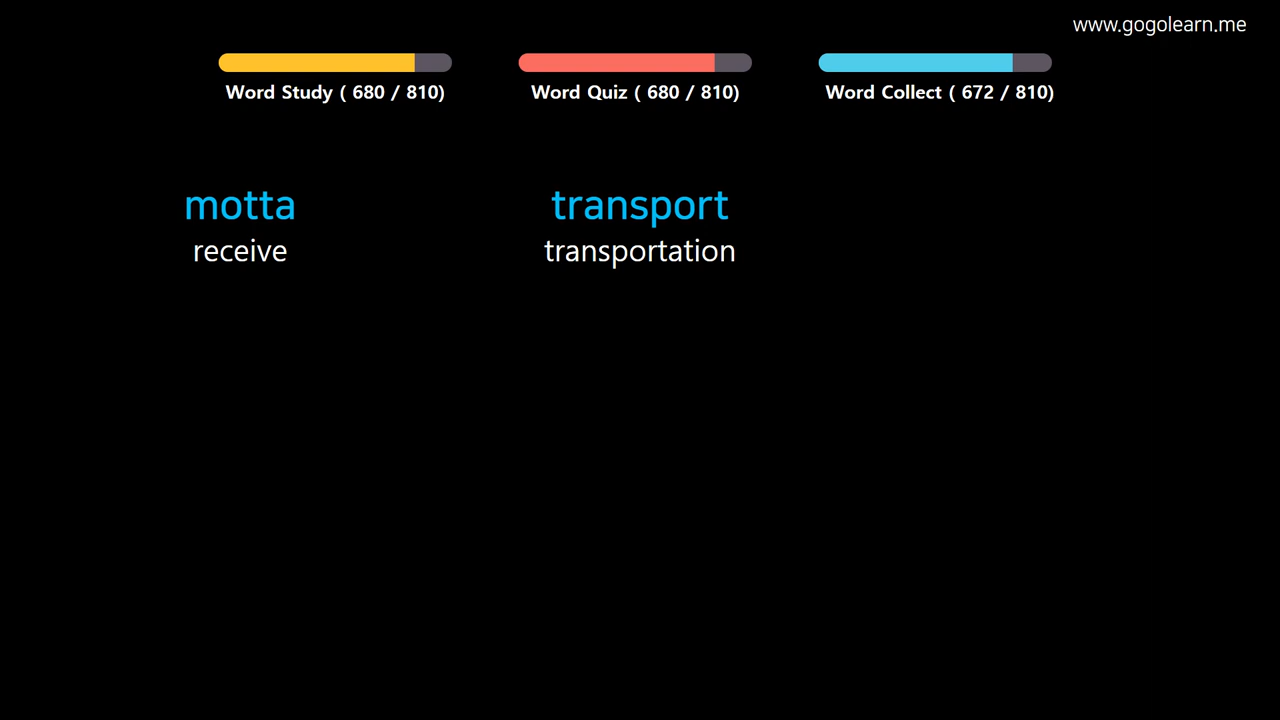 www.gogolearn.me
Word Study ( 680 / 810)
Word Quiz ( 680 / 810)
Word Collect ( 672 / 810)
motta
receive
transport
transportation